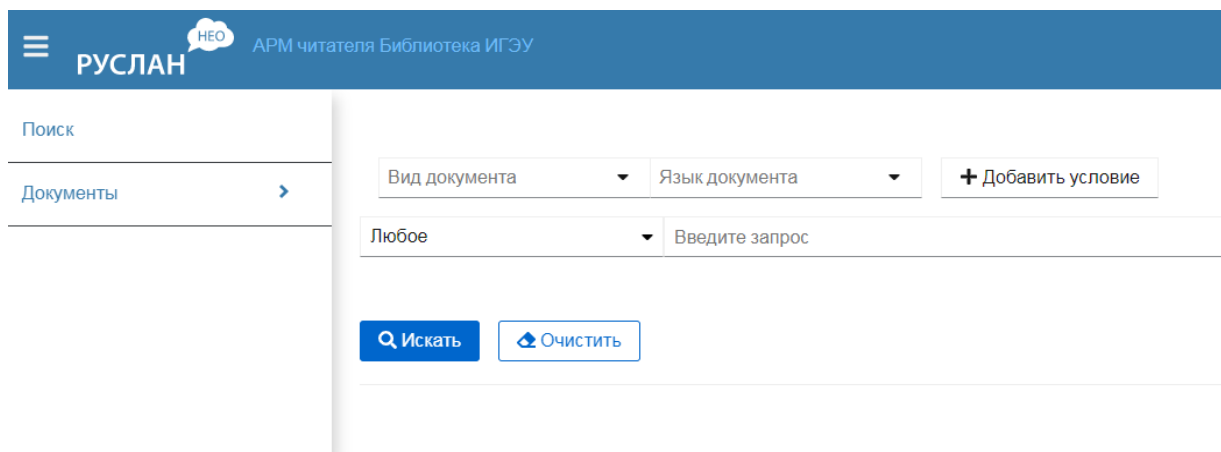 НЕО
РУСЛАН
АРМ читателя Библиотека ИГЭУ
Поиск
Документы
Вид документа
Язык документа
Добавить условие
Любое
Введите запрос
Искать
Очистить